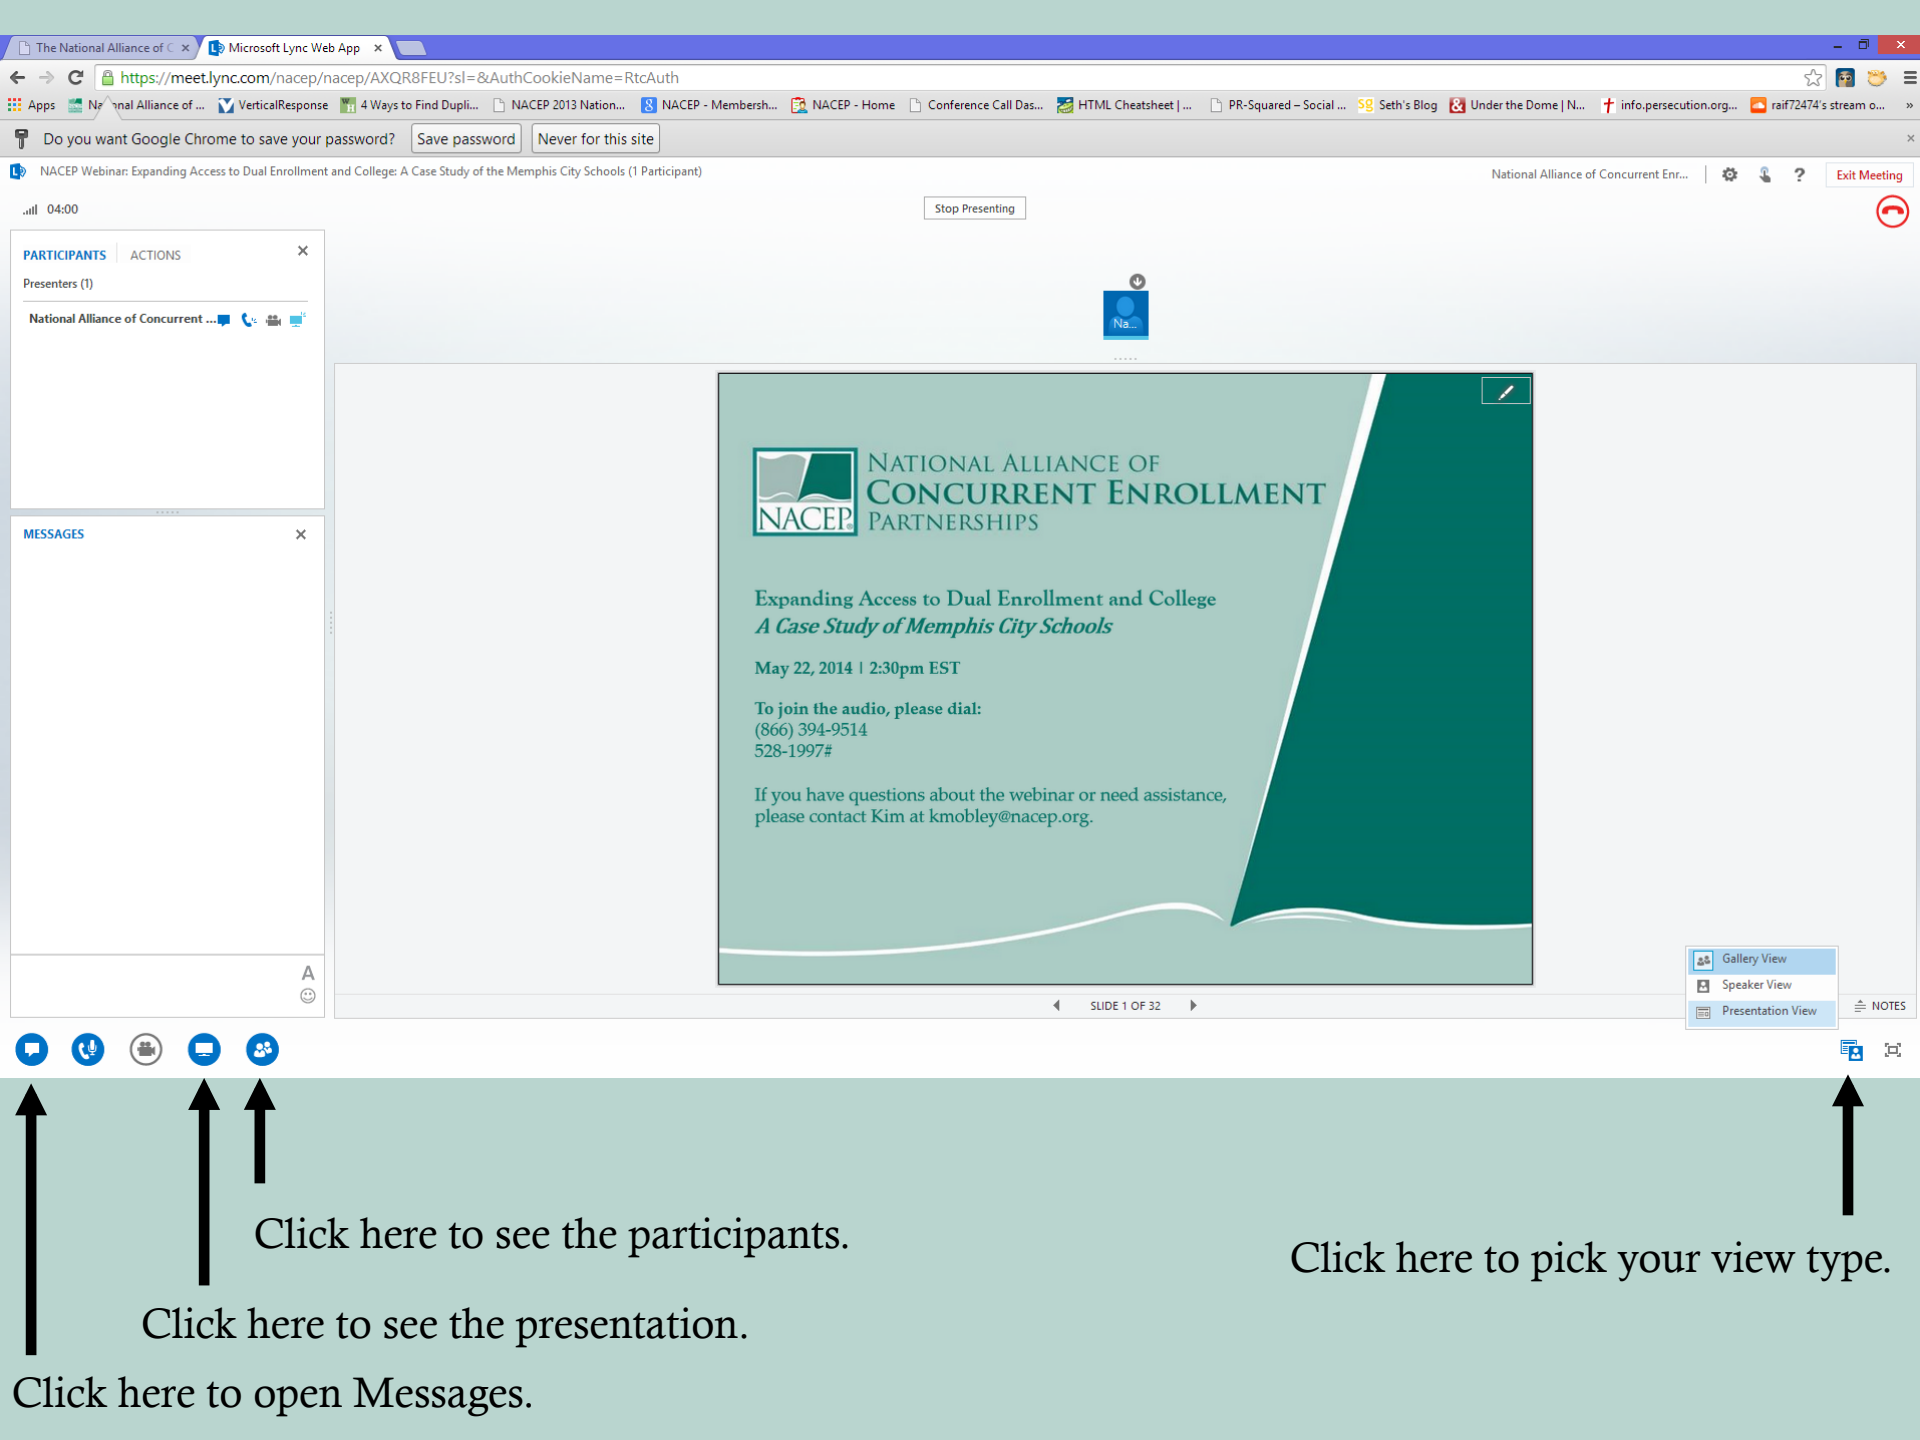 The National Alliance of C
Microsoft Lync Web App
https://meet.lync.com/nacep/nacep/AXQR8FEU?sl=&AuthCookieName=RtcAuth
Apps
Na nal Alliance of ...
VerticalResponse
4 Ways to Find Dupli...
NACEP 2013 Nation...
NACEP - Membersh...
NACEP - Home
Conference Call Das...
HTML Cheatsheet | ...
PR-Squared – Social ...
Seth's Blog
Under the Dome | N...
info.persecution.org...
raif72474's stream o...
Do you want Google Chrome to save your password?
Save password
Never for this site
NACEP Webinar: Expanding Access to Dual Enrollment and College: A Case Study of the Memphis City Schools (1 Participant)
National Alliance of Concurrent Enr...
Exit Meeting
04:00
Stop Presenting
PARTICIPANTS
ACTIONS
Presenters (1)
National Alliance of Concurrent ...
Na...
MESSAGES
NACEP
NATIONAL ALLIANCE OF
CONCURRENT ENROLLMENT
PARTNERSHIPS
Expanding Access to Dual Enrollment and College
A Case Study of Memphis City Schools
May 22, 2014 | 2:30pm EST
To join the audio, please dial:
(866) 394-9514
528-1997#
If you have questions about the webinar or need assistance,
please contact Kim at kmobley@nacep.org.
A
SLIDE 1 OF 32
Gallery View
Speaker View
Presentation View
NOTES
Click here to see the participants.
Click here to pick your view type.
Click here to see the presentation.
Click here to open Messages.